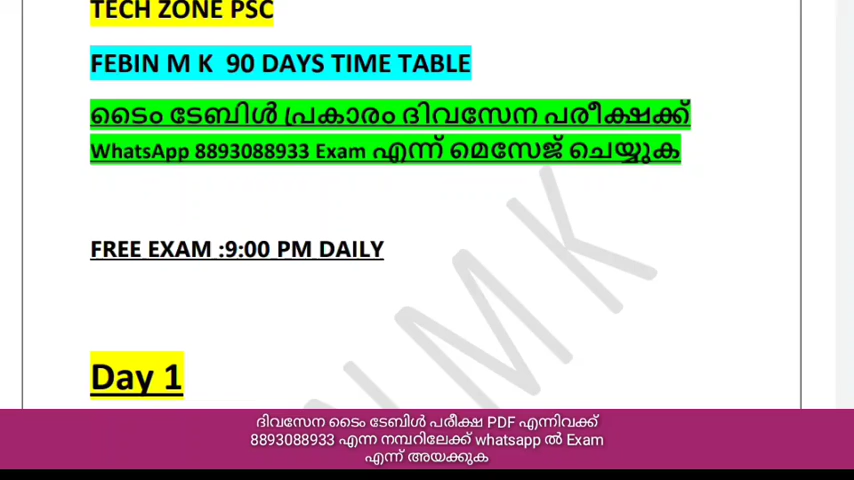 TECH ZONE PSC
FEBIN M K 90 DAYS TIME TABLE
ടൈം ടേബിൾ പ്രകാരം ദിവസേന പരീക്ഷക്ക്
WhatsApp 8893088933 Exam എന്ന് മെസേജ് ചെയ്യുക
FREE EXAM :9:00 PM DAILY
Day 1
ദിവസേന ടൈം ടേബിൾ പരീക്ഷ PDF എന്നിവക്ക്
8893088933 എന്ന നമ്പറിലേക്ക് whatsapp ൽ Exam
എന്ന് അയക്കുക